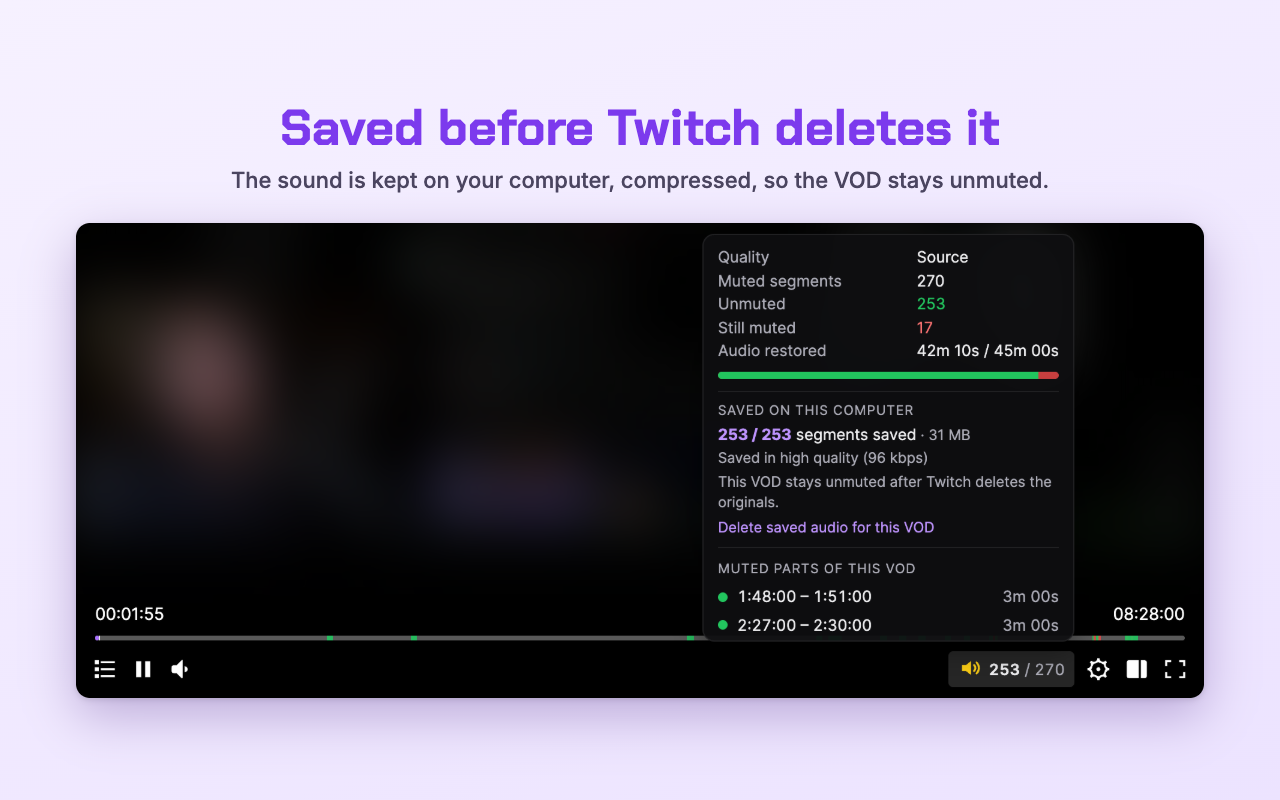 Saved before Twitch deletes it
The sound is kept on your computer, compressed, so the VOD stays unmuted.
Quality Source
Muted segments 270
Unmuted 253
Still muted 17
Audio restored 42m 10s / 45m 00s
SAVED ON THIS COMPUTER
253 / 253 segments saved · 31 MB
Saved in high quality (96 kbps)
This VOD stays unmuted after Twitch deletes the
originals.
Delete saved audio for this VOD
MUTED PARTS OF THIS VOD
1:48:00 – 1:51:00 3m 00s
2:27:00 – 2:30:00 3m 00s
00:01:55 08:28:00
253 / 270